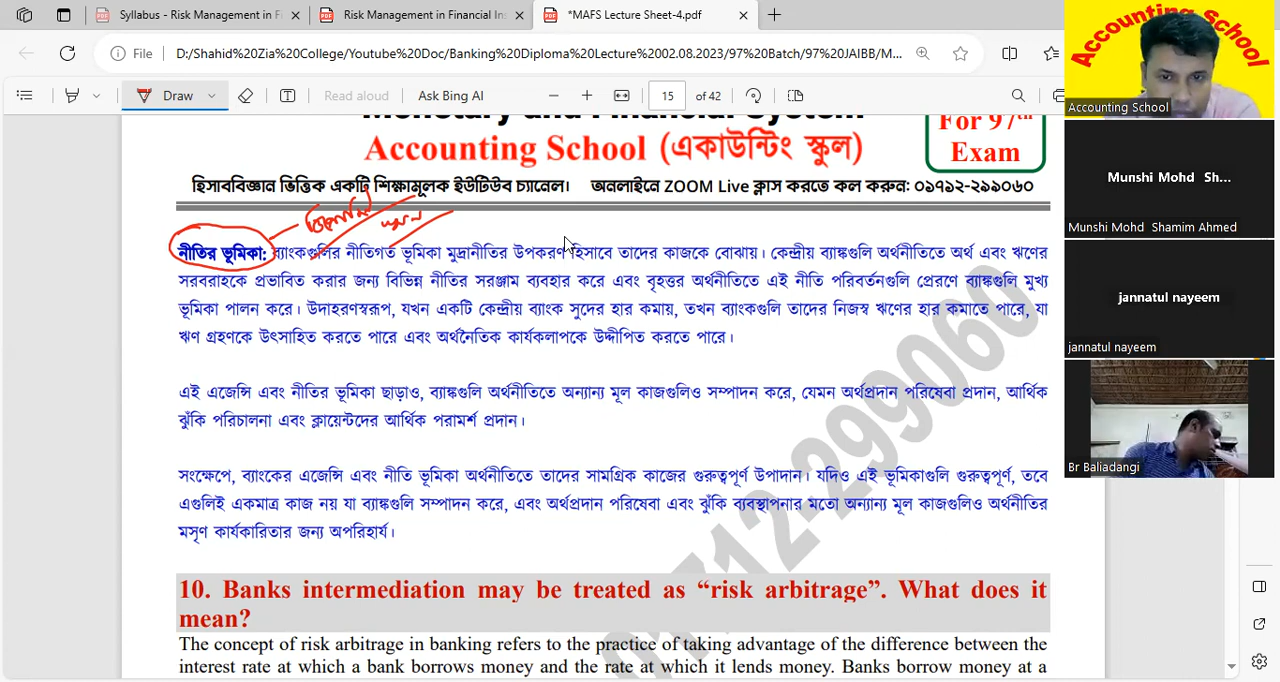 Syllabus - Risk Management in Fi
Risk Management in Financial Ins
*MAFS Lecture Sheet-4.pdf
File
D:/Shahid%20Zia%20College/Youtube%20Doc/Banking%20Diploma%20Lecture%2002.08.2023/97%20Batch/97%20JAIBB/M...
Draw
Read aloud
Ask Bing AI
15
of 42
Monetary and Financial System
Accounting School (একাউন্টিং স্কুল)
For 97th
Exam
হিসাববিজ্ঞান ভিত্তিক একটি শিক্ষামূলক ইউটিউব চ্যানেল। অনলাইনে ZOOM Live ক্লাস করতে কল করুন: ০১৭১২-২৯৯০৬০
নীতির ভূমিকা: ব্যাংকগুলির নীতিগত ভূমিকা মুদ্রানীতির উপকরণ হিসাবে তাদের কাজকে বোঝায়। কেন্দ্রীয় ব্যাঙ্কগুলি অর্থনীতিতে অর্থ এবং ঋণের
সরবরাহকে প্রভাবিত করার জন্য বিভিন্ন নীতির সরঞ্জাম ব্যবহার করে এবং বৃহত্তর অর্থনীতিতে এই নীতি পরিবর্তনগুলি প্রেরণে ব্যাঙ্কগুলি মুখ্য
ভূমিকা পালন করে। উদাহরণস্বরূপ, যখন একটি কেন্দ্রীয় ব্যাংক সুদের হার কমায়, তখন ব্যাংকগুলি তাদের নিজস্ব ঋণের হার কমাতে পারে, যা
ঋণ গ্রহণকে উৎসাহিত করতে পারে এবং অর্থনৈতিক কার্যকলাপকে উদ্দীপিত করতে পারে।
এই এজেন্সি এবং নীতির ভূমিকা ছাড়াও, ব্যাঙ্কগুলি অর্থনীতিতে অন্যান্য মূল কাজগুলিও সম্পাদন করে, যেমন অর্থপ্রদান পরিষেবা প্রদান, আর্থিক
ঝুঁকি পরিচালনা এবং ক্লায়েন্টদের আর্থিক পরামর্শ প্রদান।
সংক্ষেপে, ব্যাংকের এজেন্সি এবং নীতি ভূমিকা অর্থনীতিতে তাদের সামগ্রিক কাজের গুরুত্বপূর্ণ উপাদান। যদিও এই ভূমিকাগুলি গুরুত্বপূর্ণ, তবে
এগুলিই একমাত্র কাজ নয় যা ব্যাঙ্কগুলি সম্পাদন করে, এবং অর্থপ্রদান পরিষেবা এবং ঝুঁকি ব্যবস্থাপনার মতো অন্যান্য মূল কাজগুলিও অর্থনীতির
মসৃণ কার্যকারিতার জন্য অপরিহার্য।
10. Banks intermediation may be treated as “risk arbitrage”. What does it
mean?
The concept of risk arbitrage in banking refers to the practice of taking advantage of the difference between the
interest rate at which a bank borrows money and the rate at which it lends money. Banks borrow money at a
01712-299060
Accounting School
Accounting School
Munshi Mohd Sh...
Munshi Mohd Shamim Ahmed
jannatul nayeem
jannatul nayeem
Br Baliadangi